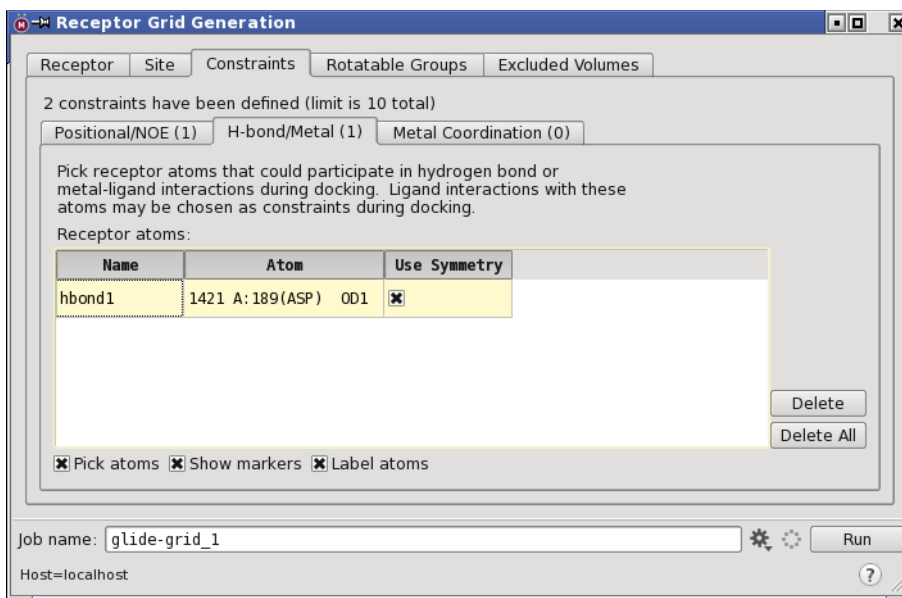 Receptor Grid Generation
Receptor Site Constraints Rotatable Groups Excluded Volumes
2 constraints have been defined (limit is 10 total)
Positional/NOE (1) H-bond/Metal (1) Metal Coordination (0)
Pick receptor atoms that could participate in hydrogen bond or
metal-ligand interactions during docking. Ligand interactions with these
atoms may be chosen as constraints during docking.
Receptor atoms:
Name Atom Use Symmetry
hbond1 1421 A:189(ASP) OD1
Delete
Delete All
Pick atoms Show markers Label atoms
Job name: glide-grid_1 Run
Host=localhost ?